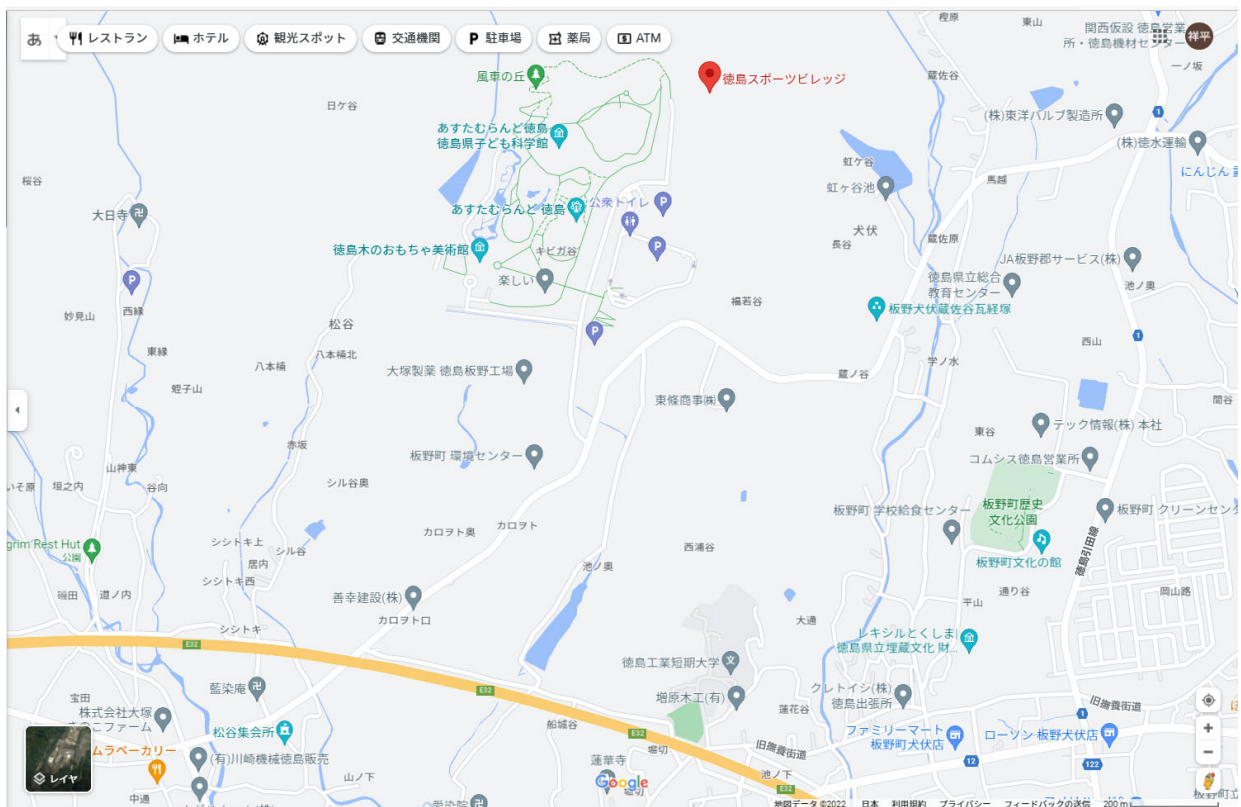 あ
レストラン
ホテル
観光スポット
交通機関
P 駐車場
薬局
ATM
樫原
東山
関西仮設 徳島営業
所・徳島機材センター
祥平
一ノ坂
風車の丘
徳島スポーツビレッジ
蔵佐谷
日ケ谷
(株)東洋バルブ製造所
1
あすたむらんど徳島
徳島県子ども科学館
(株)徳水運輸
虹ケ谷
にんじん
桜谷
馬越
虹ヶ谷池
大日寺
あすたむらんど 徳島
公衆トイレ
P
犬伏
長谷
蔵佐原
徳島木のおもちゃ美術館
キビガ谷
P
JA板野郡サービス(株)
P
楽しい
徳島県立総合
教育センター
池ノ奥
妙見山
西縁
福若谷
板野犬伏蔵佐谷瓦経塚
松谷
P
1
東縁
八本楠
八本楠北
学ノ水
西山
蛭子山
大塚製薬 徳島板野工場
蔵ノ谷
東條商事㈱
間谷
赤坂
東谷
テック情報(株) 本社
板野町 環境センター
コムシス徳島営業所
山神東
いそ原
垣之内
谷向
シル谷奥
板野町歴史
文化公園
板野町 学校給食センター
板野町 クリーンセンタ
カロヲト奥
カロヲト
grim Rest Hut
公園
シシトキ上
シル谷
西浦谷
徳島引田線
板野町文化の館
居内
池ノ奥
シシトキ西
磯田
道ノ内
善幸建設(株)
通り谷
岡山路
平山
カロヲト口
大通
シシトキ
E32
レキシルとくしま
徳島県立埋蔵文化 財...
徳島工業短期大学
藍染庵
E32
宝田
増原木工(有)
クレトイシ(株)
徳島出張所
株式会社大塚
きのこファーム
蓮花谷
旧撫養街道
松谷集会所
船城谷
1
ファミリーマート
板野町犬伏店
ローソン 板野犬伏店
ムラベーカリー
(有)川崎機械徳島販売
堀切
旧撫養街道
蓮華寺
E32
12
122
レイヤ
山ノ下
池ノ下
Google
堀切
中通
愛染院
板野町立
地図データ ©2022
日本
利用規約
プライバシー
フィードバックの送信
200 m